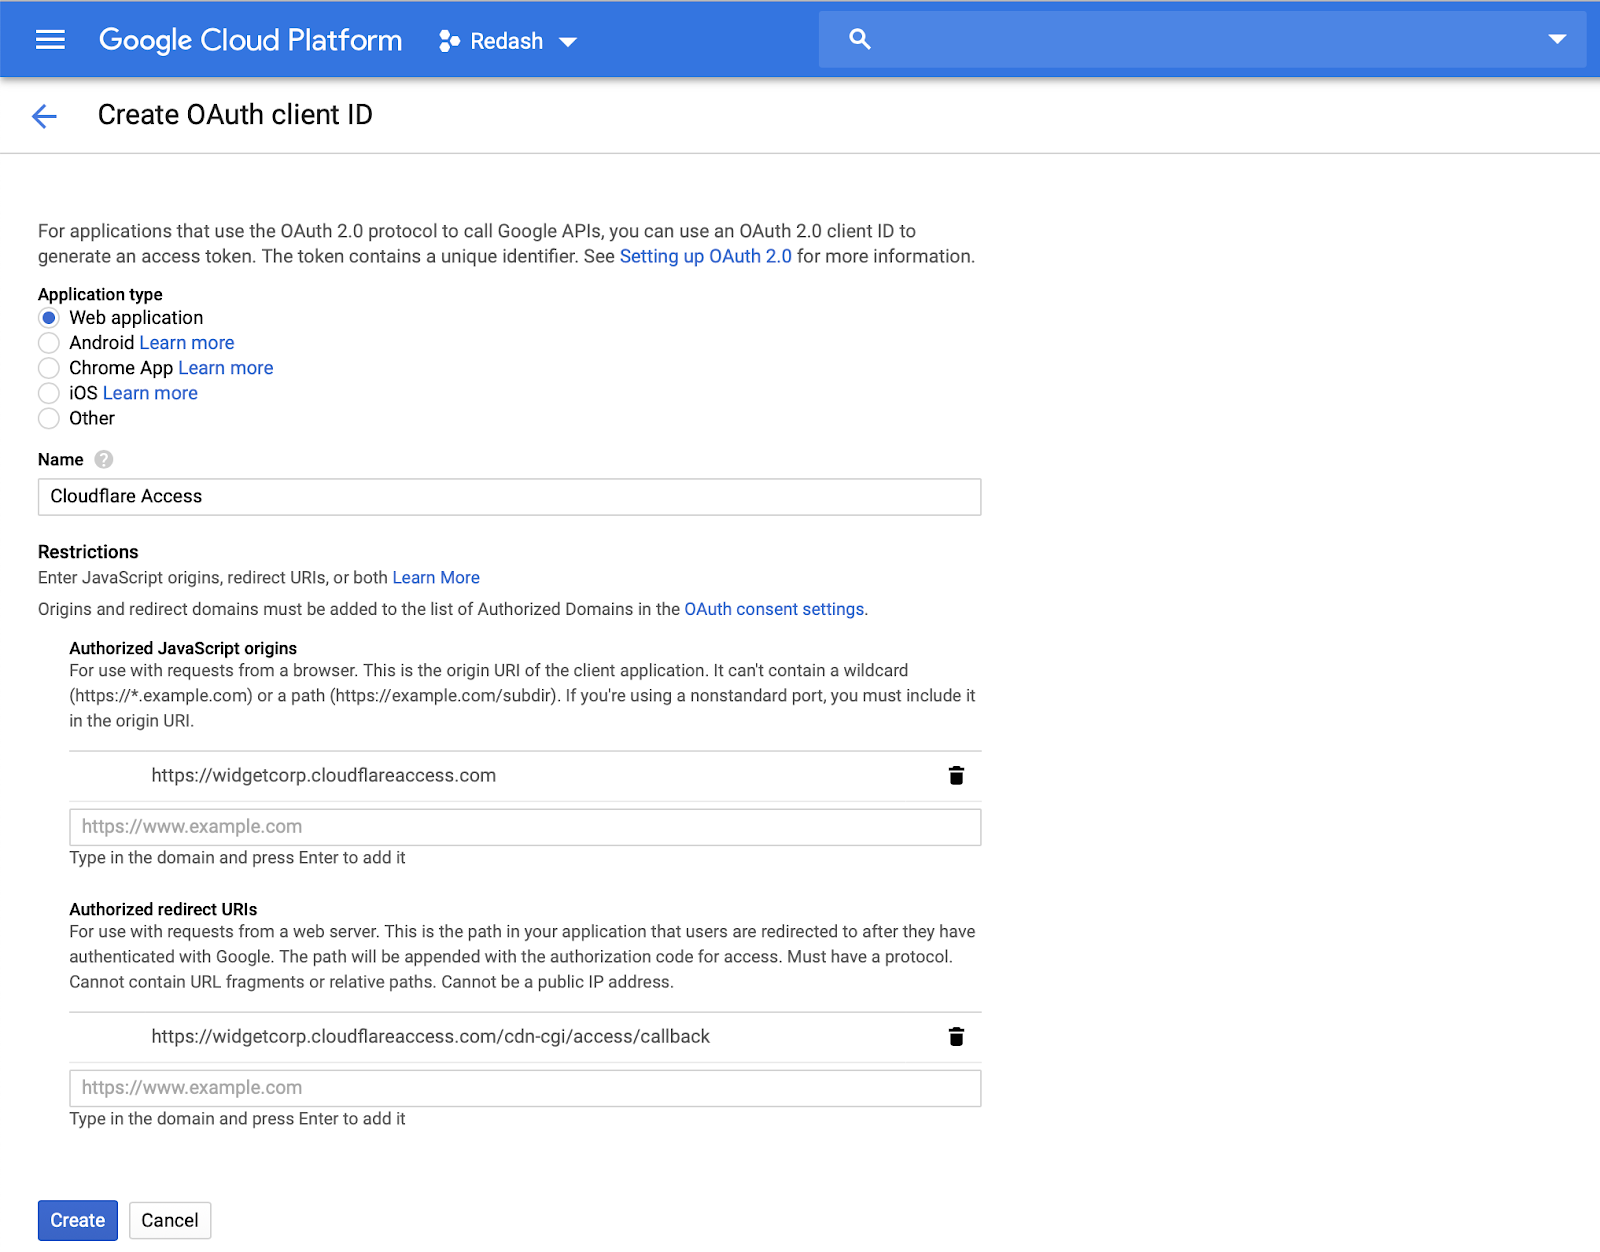 Google Cloud Platform Redash
Create OAuth client ID
For applications that use the OAuth 2.0 protocol to call Google APIs, you can use an OAuth 2.0 client ID to
generate an access token. The token contains a unique identifier. See Setting up OAuth 2.0 for more information.
Application type
Web application
Android Learn more
Chrome App Learn more
iOS Learn more
Other
Name ?
Cloudflare Access
Restrictions
Enter JavaScript origins, redirect URIs, or both Learn More
Origins and redirect domains must be added to the list of Authorized Domains in the OAuth consent settings.
Authorized JavaScript origins
For use with requests from a browser. This is the origin URI of the client application. It can't contain a wildcard
(https://*.example.com) or a path (https://example.com/subdir). If you're using a nonstandard port, you must include it
in the origin URI.
https://widgetcorp.cloudflareaccess.com
https://www.example.com
Type in the domain and press Enter to add it
Authorized redirect URIs
For use with requests from a web server. This is the path in your application that users are redirected to after they have
authenticated with Google. The path will be appended with the authorization code for access. Must have a protocol.
Cannot contain URL fragments or relative paths. Cannot be a public IP address.
https://widgetcorp.cloudflareaccess.com/cdn-cgi/access/callback
https://www.example.com
Type in the domain and press Enter to add it
Create Cancel